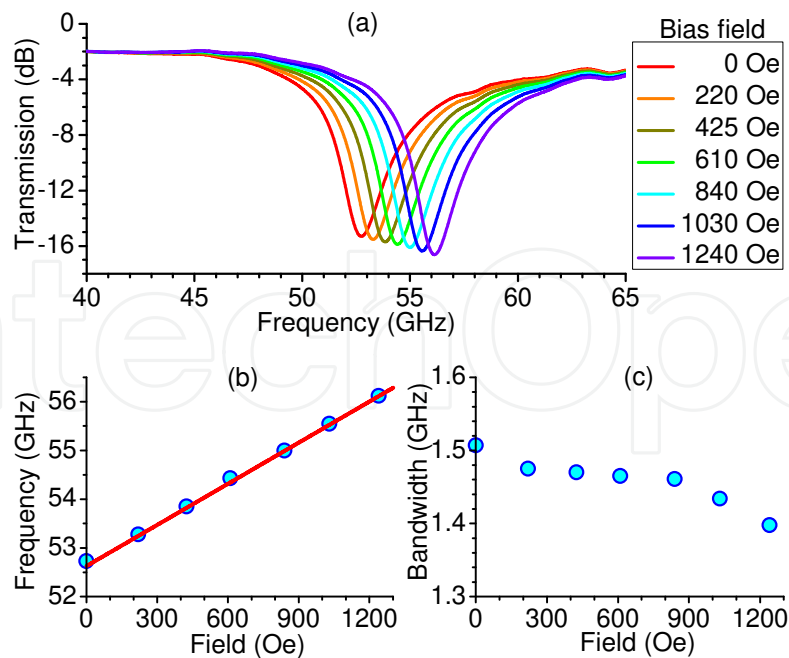 (a)
Transmission (dB)
0
-4
-8
-12
-16
40 45 50 55 60 65
Frequency (GHz)
Bias field
0 Oe
220 Oe
425 Oe
610 Oe
840 Oe
1030 Oe
1240 Oe
(b)
Frequency (GHz)
56
55
54
53
52
0 300 600 900 1200
Field (Oe)
(c)
Bandwidth (GHz)
1.6
1.5
1.4
1.3
0 300 600 900 1200
Field (Oe)
ntechOpe